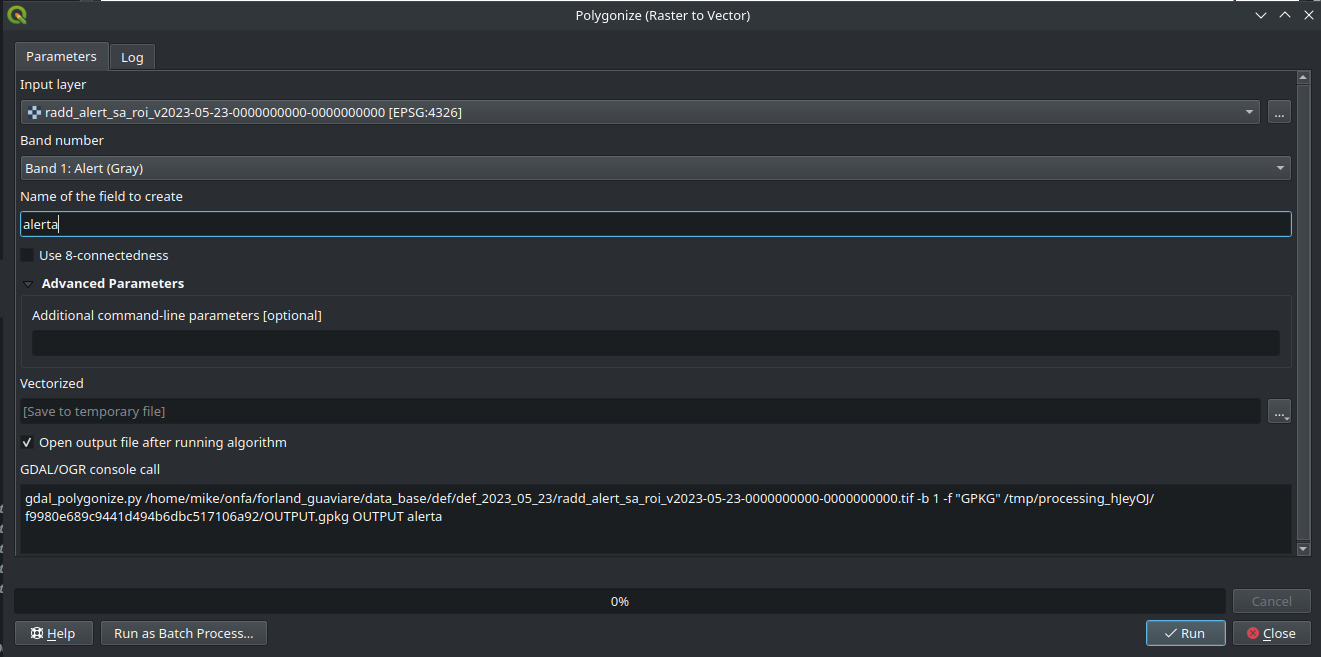 Polygonize (Raster to Vector)
Parameters
Log
Input layer
radd_alert_sa_roi_v2023-05-23-0000000000-0000000000 [EPSG:4326]
...
Band number
Band 1: Alert (Gray)
Name of the field to create
alerta
Use 8-connectedness
Advanced Parameters
Additional command-line parameters [optional]
Vectorized
[Save to temporary file]
...
Open output file after running algorithm
GDAL/OGR console call
gdal_polygonize.py /home/mike/onfa/forland_guaviare/data_base/def/def_2023_05_23/radd_alert_sa_roi_v2023-05-23-0000000000-0000000000.tif -b 1 -f "GPKG" /tmp/processing_hJeyOJ/
f9980e689c9441d494b6dbc517106a92/OUTPUT.gpkg OUTPUT alerta
0%
Cancel
Help
Run as Batch Process...
Run
Close